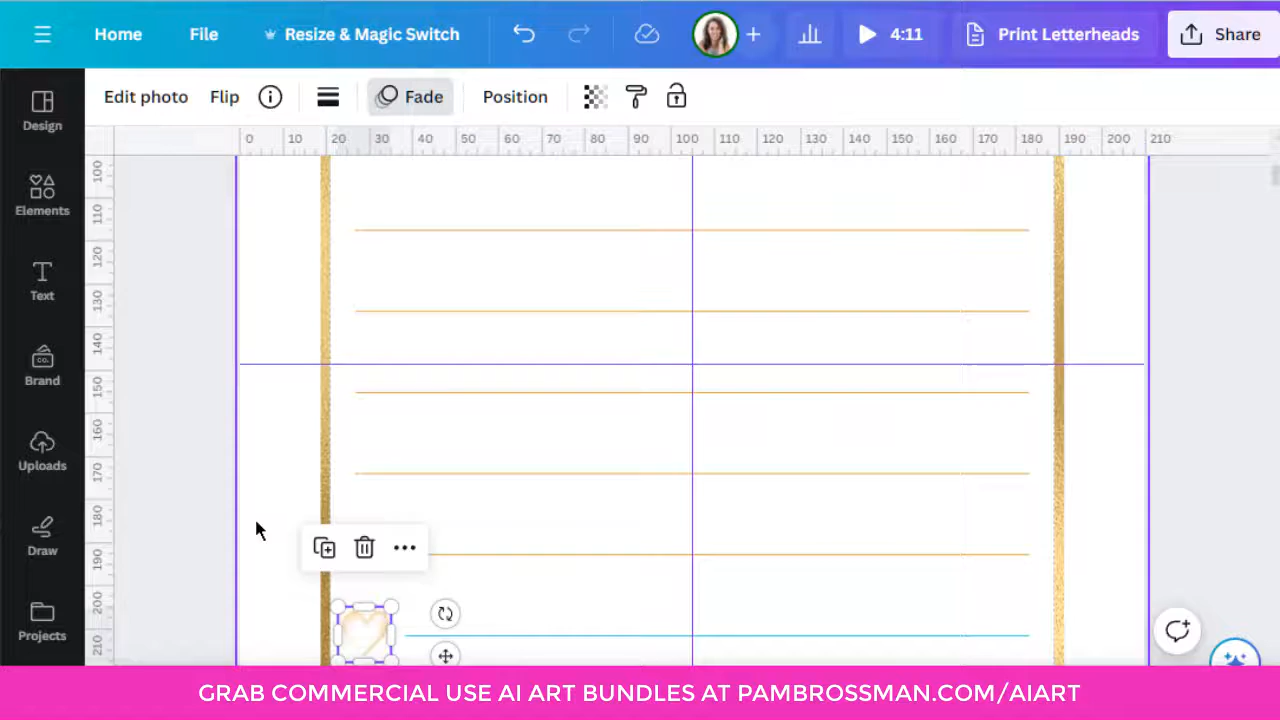 Home File Resize & Magic Switch 4:11 Print Letterheads Share
Edit photo Flip Fade Position
0 10 20 30 40 50 60 70 80 90 100 110 120 130 140 150 160 170 180 190 200 210
100
110
120
130
140
150
160
170
180
190
200
210
Design
Elements
Text
CO.
Brand
Uploads
Draw
Projects
GRAB COMMERCIAL USE AI ART BUNDLES AT PAMBROSSMAN.COM/AIART